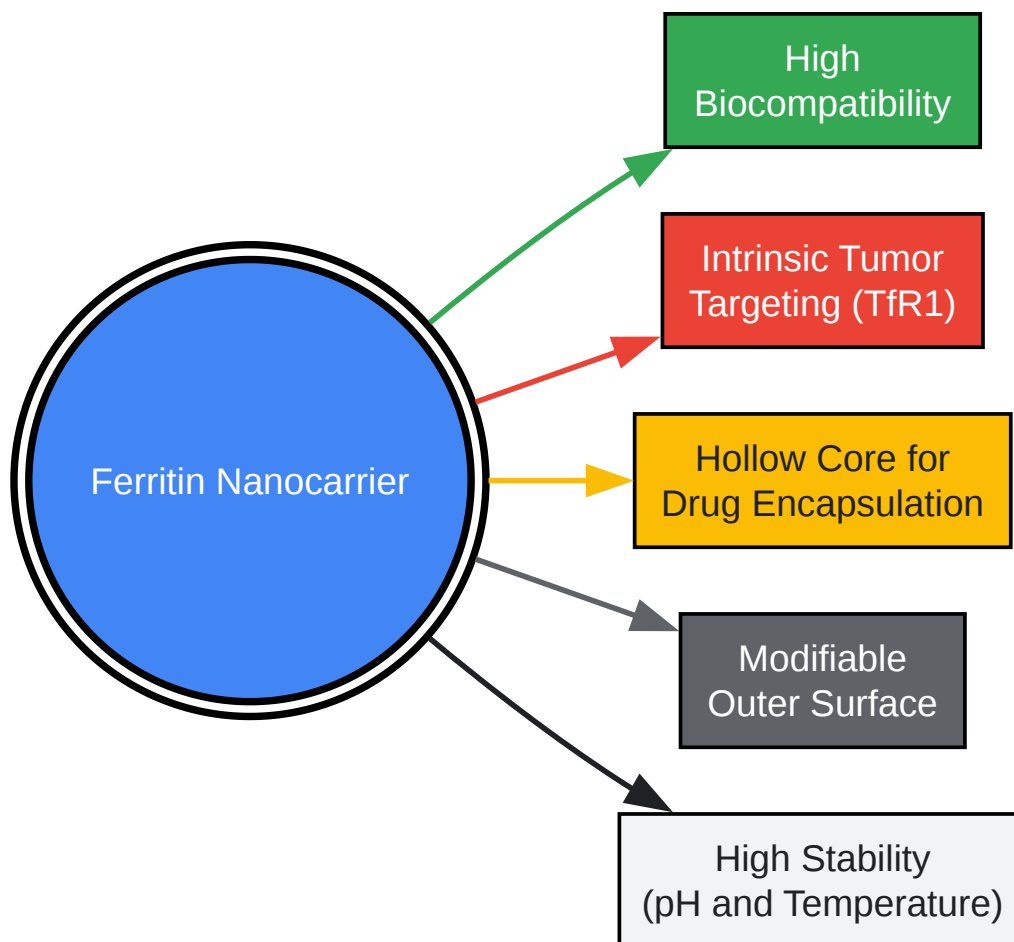 High
Biocompatibility
Intrinsic Tumor
Targeting (TfR1)
Ferritin Nanocarrier
Hollow Core for
Drug Encapsulation
Modifiable
Outer Surface
High Stability
(pH and Temperature)